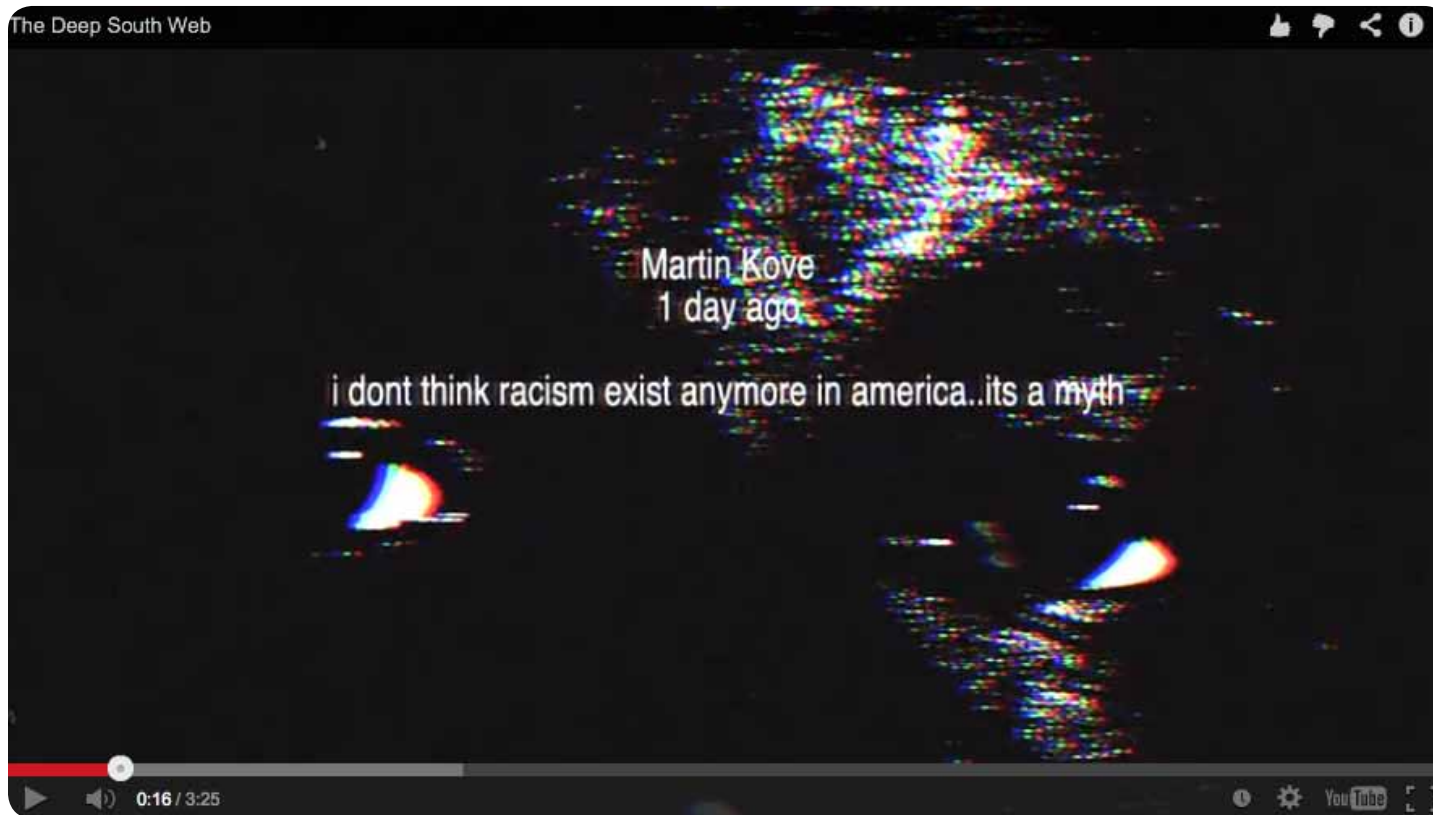 The Deep South Web
Martin Kove
1 day ago
i dont think racism exist anymore in america..its a myth
0:16 / 3:25
YouTube